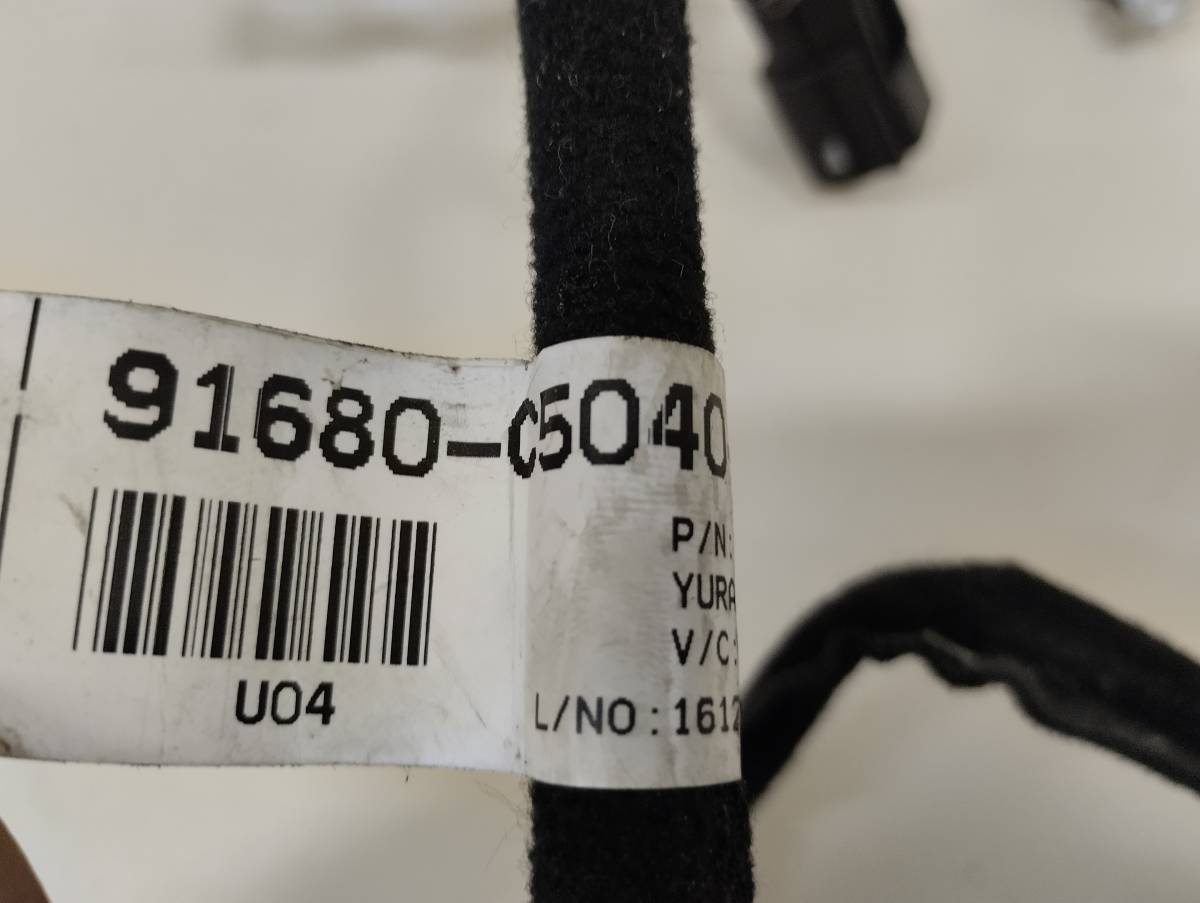 91680-C5040
P/N:
YURA
V/C:
U04
L/NO:1612